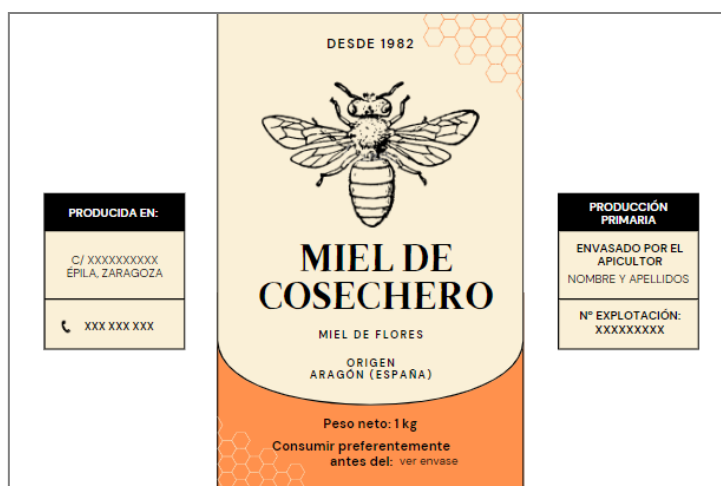 DESDE 1982
MIEL DE
COSECHERO
MIEL DE FLORES
ORIGEN
ARAGÓN (ESPAÑA)
Peso neto: 1 kg
Consumir preferentemente
antes del: ver envase
PRODUCIDA EN:
C/ XXXXXXXXXX
ÉPILA, ZARAGOZA
XXX XXX XXX
PRODUCCIÓN
PRIMARIA
ENVASADO POR EL
APICULTOR
NOMBRE Y APELLIDOS
Nº EXPLOTACIÓN:
XXXXXXXXX